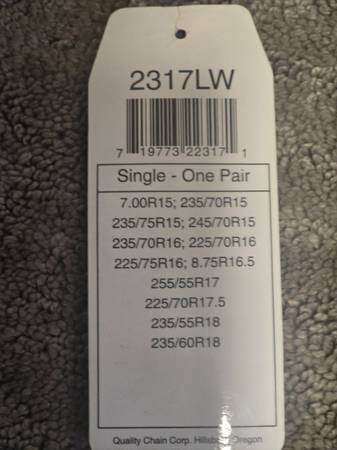 2317LW
7 19773 22317 1
Single - One Pair
7.00R15; 235/70R15
235/75R15; 245/70R15
235/70R16; 225/70R16
225/75R16; 8.75R16.5
255/55R17
225/70R17.5
235/55R18
235/60R18
Quality Chain Corp. Hillsboro, Oregon